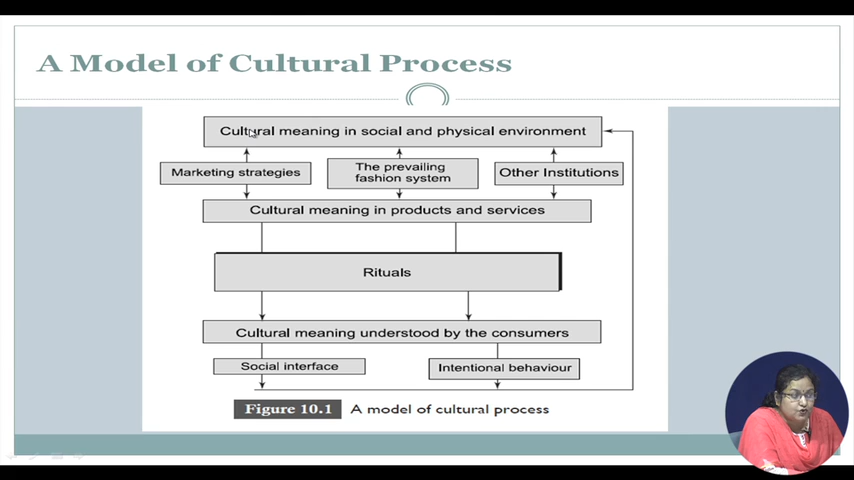 A Model of Cultural Process
Cultural meaning in social and physical environment
Marketing strategies
The prevailing
fashion system
Other Institutions
Cultural meaning in products and services
Rituals
Cultural meaning understood by the consumers
Social interface
Intentional behaviour
Figure 10.1 A model of cultural process